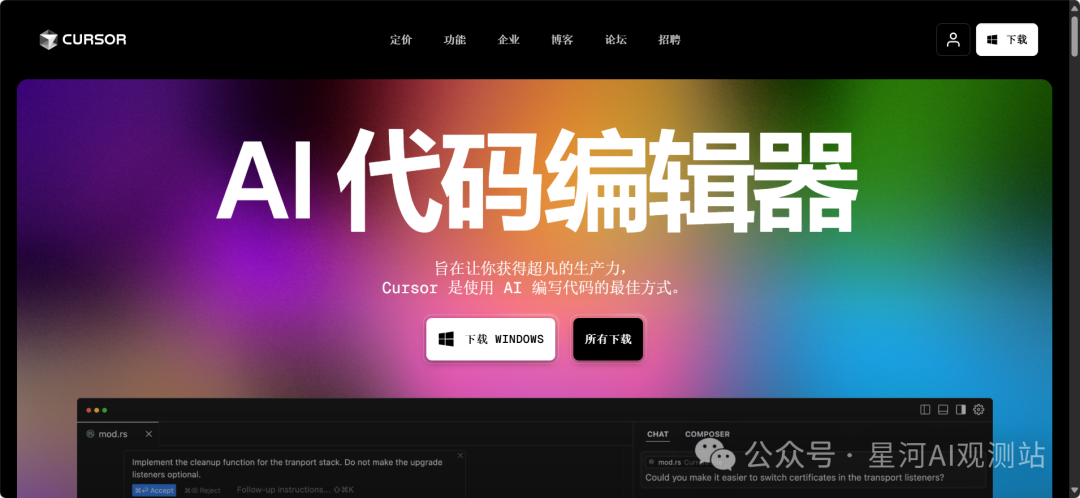 CURSOR
定价 功能 企业 博客 论坛 招聘
下载
AI 代码编辑器
旨在让你获得超凡的生产力，
Cursor 是使用 AI 编写代码的最佳方式。
下载 WINDOWS 所有下载
mod.rs
CHAT COMPOSER
mod.rs
Implement the cleanup function for the tranport stack. Do not make the upgrade
listeners optional.
Could you make it easier to switch certificates in the transport listeners?
⌘⏎ Accept ⌘⌫ Reject Follow-up instructions... ⇧⌘K
公众号 · 星河AI观测站